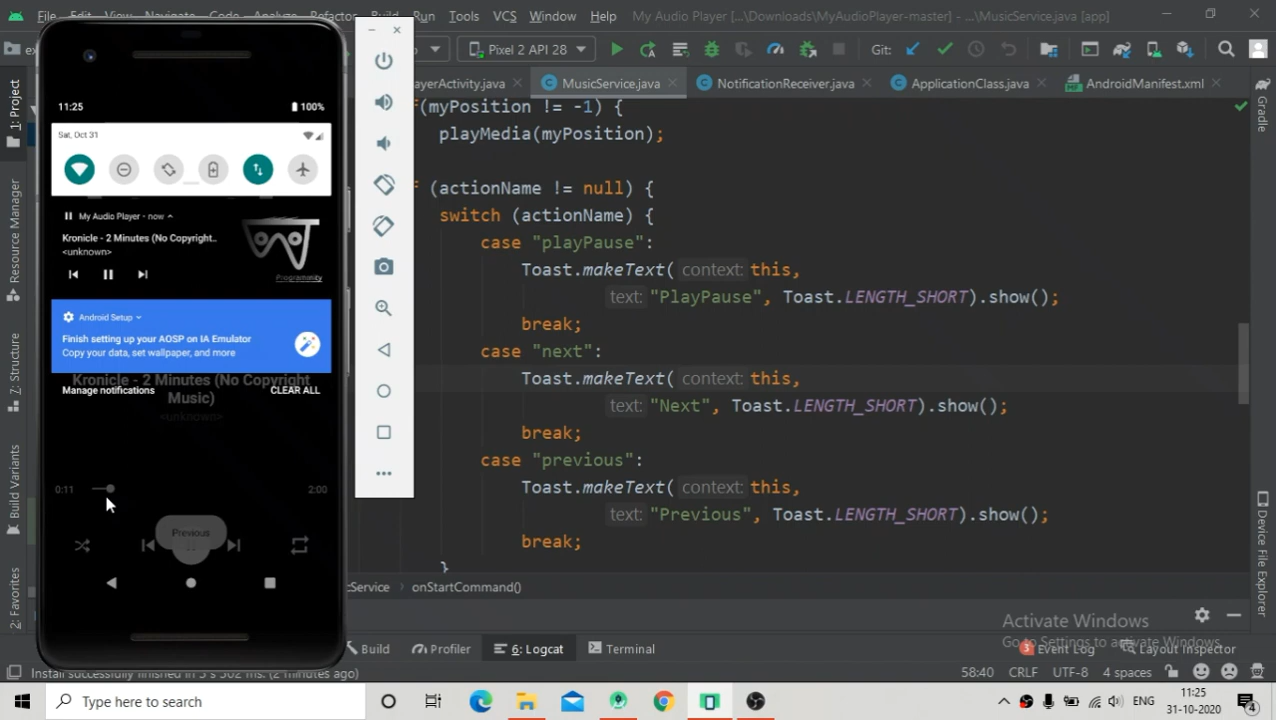 File Edit View Navigate Code Analyze Refactor Build Run Tools VCS Window Help My Audio Player [...\Downloads\MyAudioPlayer-master] - ...\MusicService.java [app]
Pixel 2 API 28
Git:
ayerActivity.java MusicService.java NotificationReceiver.java ApplicationClass.java AndroidManifest.xml
1: Project
Resource Manager
Z: Structure
Build Variants
2: Favorites
11:25 100%
Sat, Oct 31
My Audio Player - now
Kronicle - 2 Minutes (No Copyright..
<unknown>
Programonity
Android Setup
Finish setting up your AOSP on IA Emulator
Copy your data, set wallpaper, and more
Kronicle - 2 Minutes (No Copyright
Music)
Manage notifications CLEAR ALL
<unknown>
0:11 2:00
Previous
f(myPosition != -1) {
playMedia(myPosition);
f (actionName != null) {
switch (actionName) {
case "playPause":
Toast.makeText( context: this,
text: "PlayPause", Toast.LENGTH_SHORT).show();
break;
case "next":
Toast.makeText( context: this,
text: "Next", Toast.LENGTH_SHORT).show();
break;
case "previous":
Toast.makeText( context: this,
text: "Previous", Toast.LENGTH_SHORT).show();
break;
}
Gradle
Device File Explorer
cService onStartCommand()
Activate Windows
Go to Settings to activate Windows.
Build Profiler 6: Logcat Terminal 3 Event Log Layout Inspector
Install successfully finished in 5 s 502 ms. (2 minutes ago) 58:40 CRLF UTF-8 4 spaces
Type here to search
ENG 11:25
31-10-2020
4